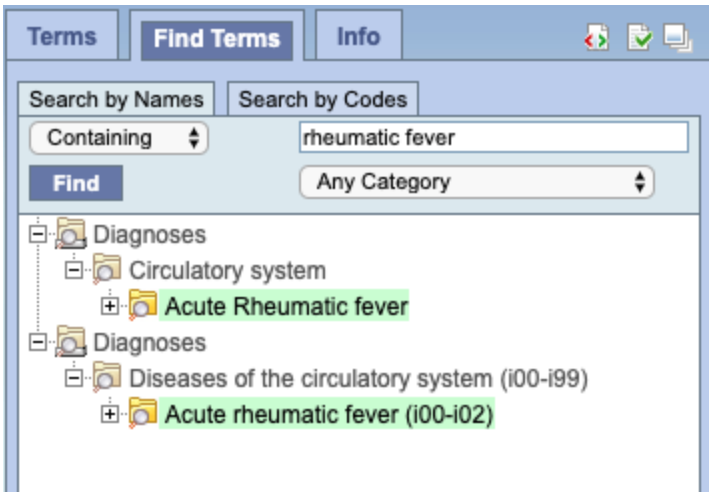 Terms Find Terms Info
Search by Names Search by Codes
Containing rheumatic fever
Find Any Category
Diagnoses
Circulatory system
Acute Rheumatic fever
Diagnoses
Diseases of the circulatory system (i00-i99)
Acute rheumatic fever (i00-i02)